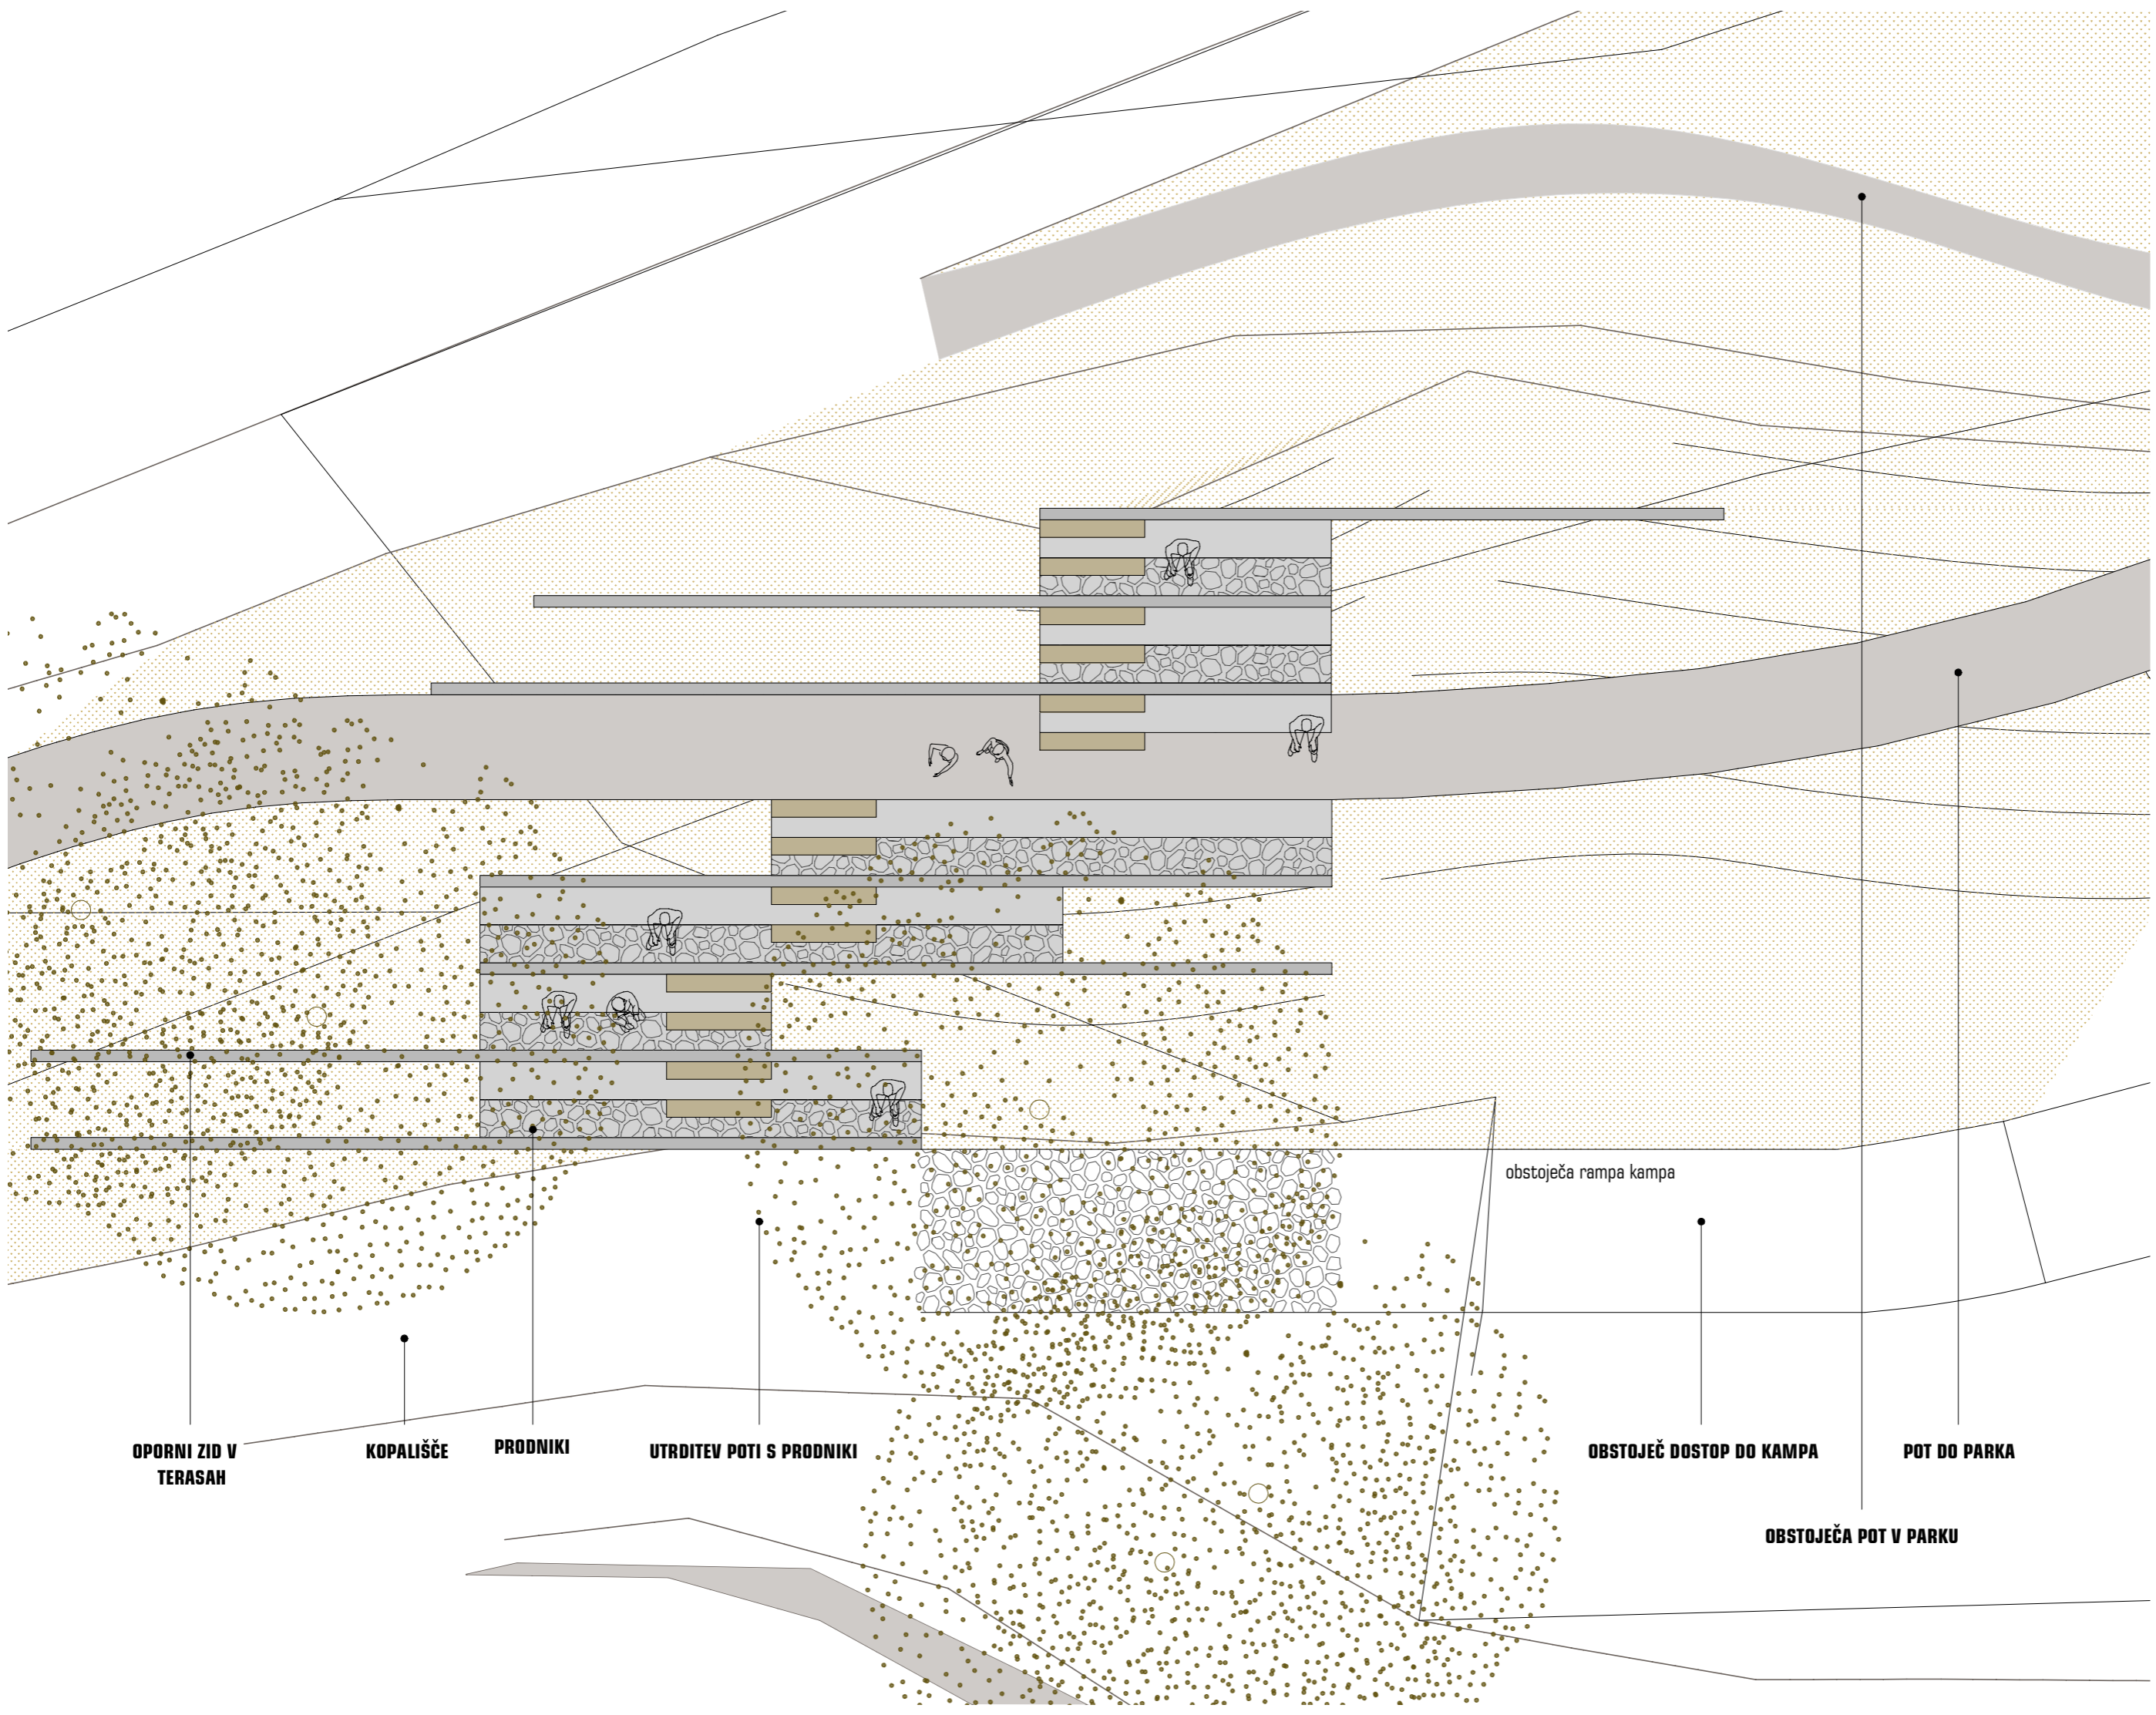 obstoječa rampa kampa
OPORNI ZID V
TERASAH
KOPALIŠČE
PRODNIKI
UTRDITEV POTI S PRODNIKI
OBSTOJEČ DOSTOP DO KAMPA
POT DO PARKA
OBSTOJEČA POT V PARKU